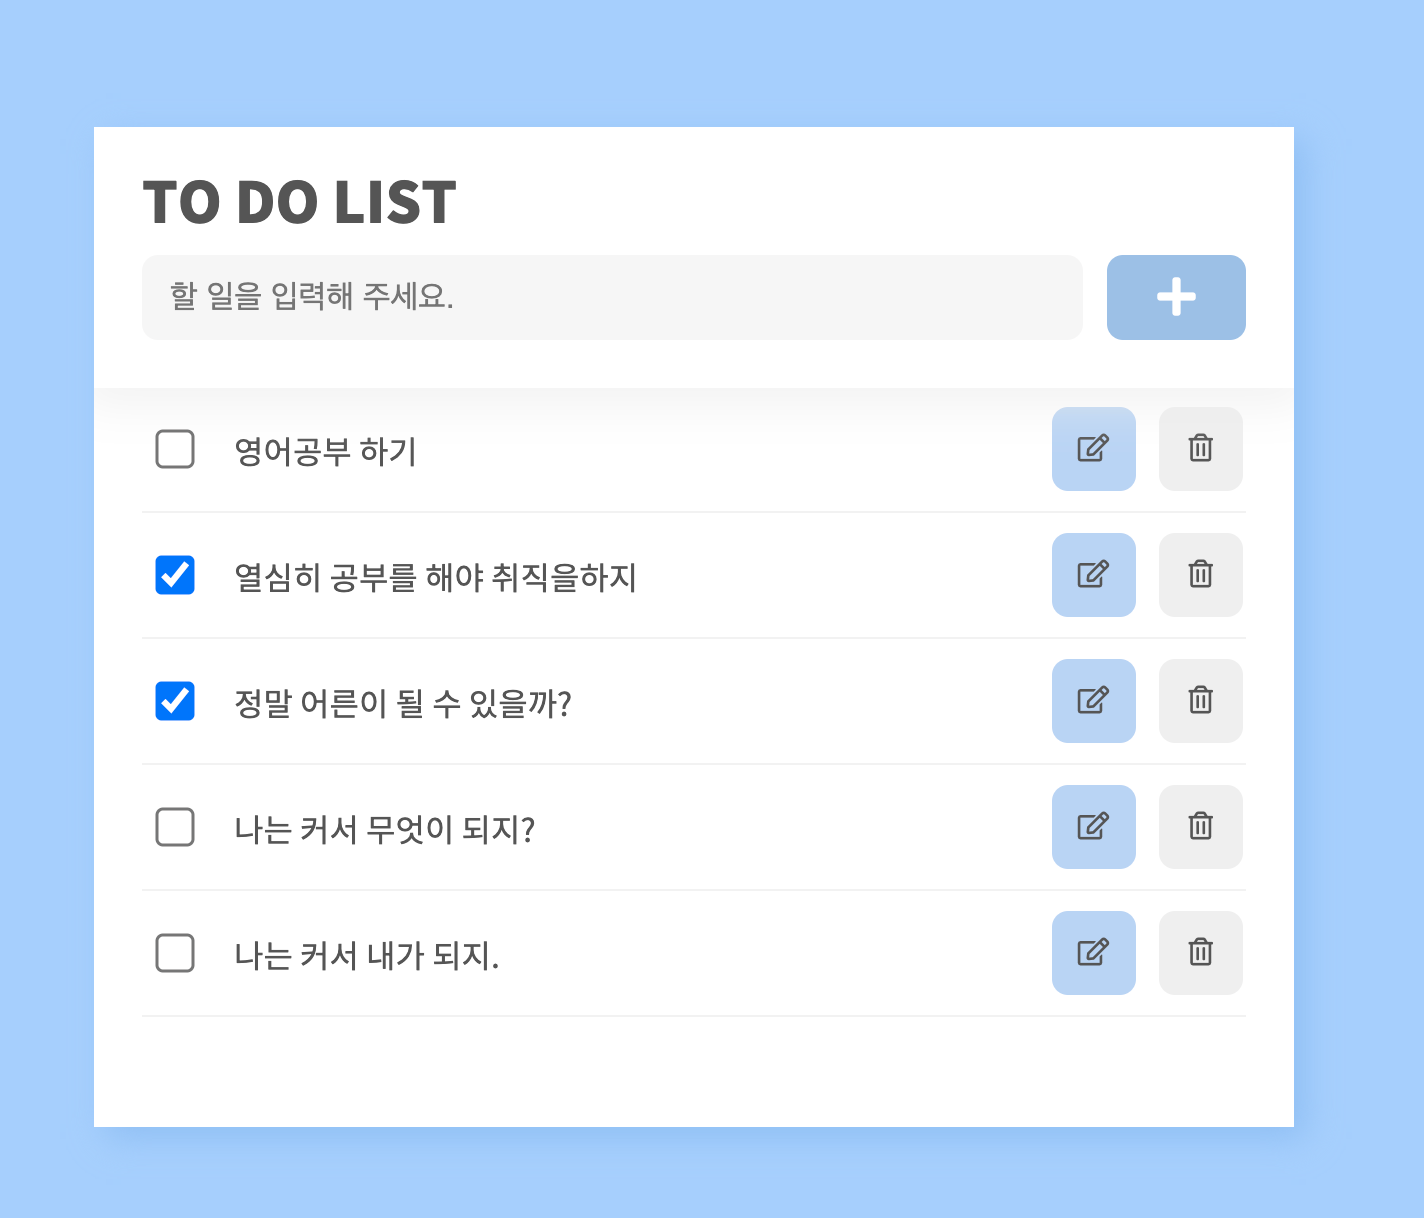 TO DO LIST
할 일을 입력해 주세요.
영어공부 하기
열심히 공부를 해야 취직을하지
정말 어른이 될 수 있을까?
나는 커서 무엇이 되지?
나는 커서 내가 되지.